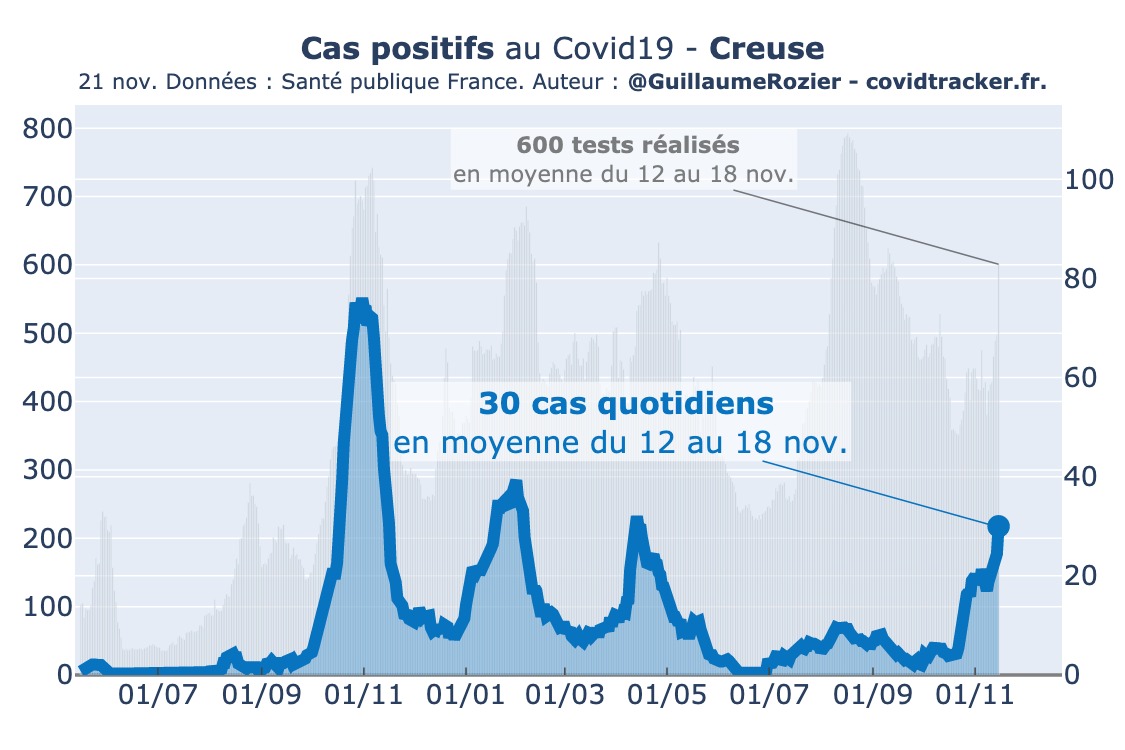 Cas positifs au Covid19 - Creuse
21 nov. Données : Santé publique France. Auteur : @GuillaumeRozier - covidtracker.fr.
800
700
600
500
400
300
200
100
0
600 tests réalisés
en moyenne du 12 au 18 nov.
30 cas quotidiens
en moyenne du 12 au 18 nov.
100
80
60
40
20
0
01/07 01/09 01/11 01/01 01/03 01/05 01/07 01/09 01/11